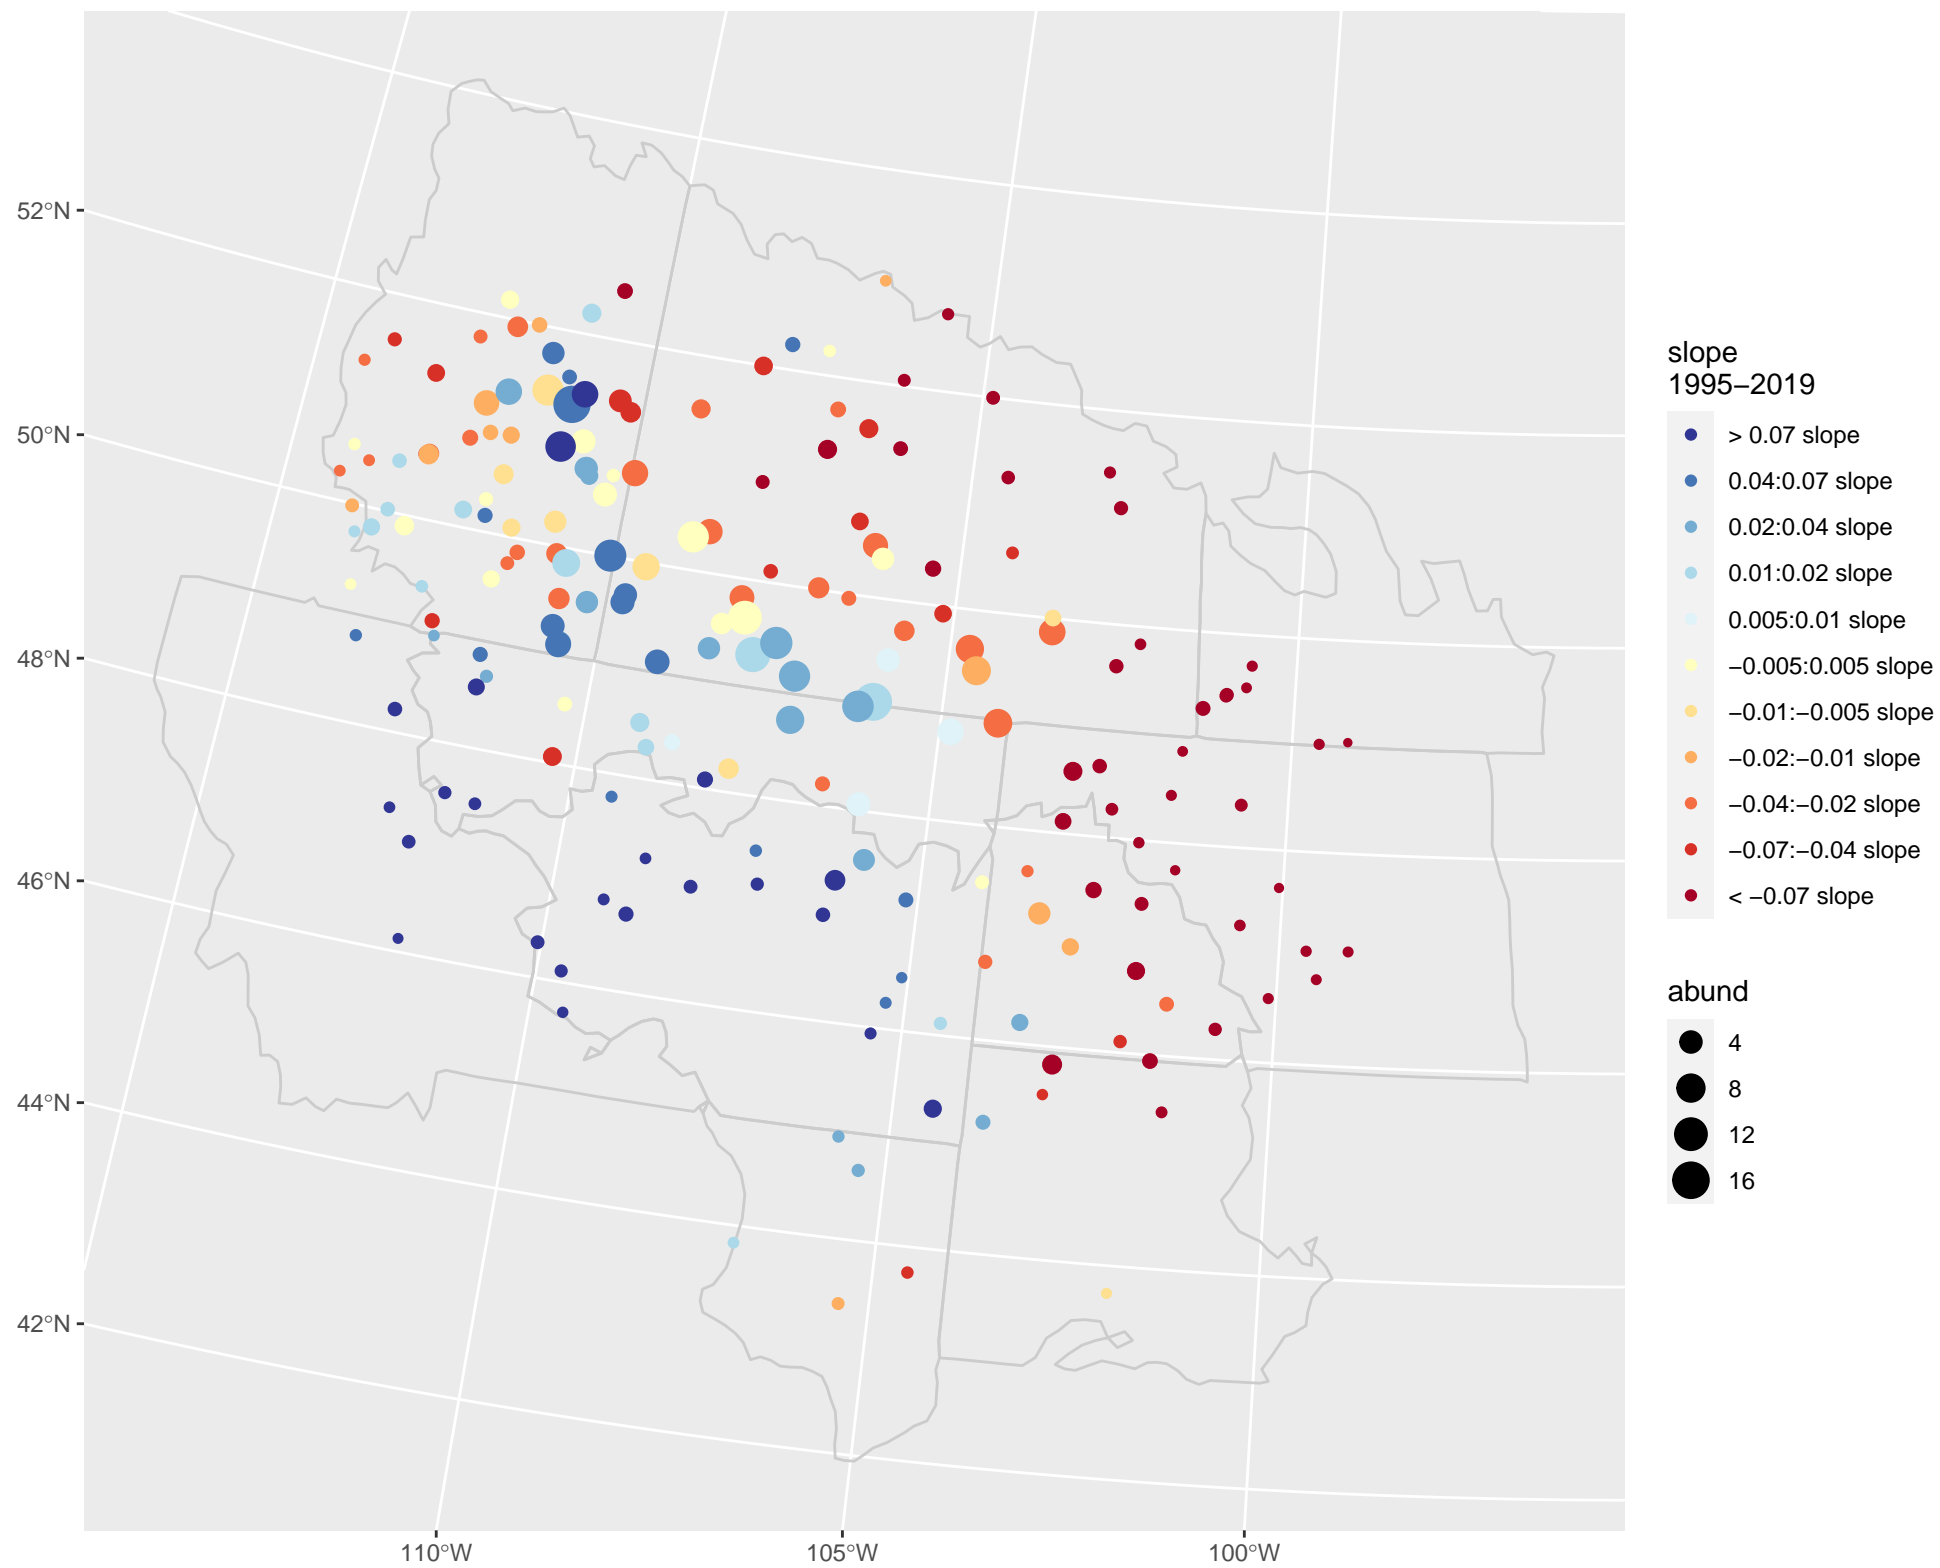 52°N
50°N
48°N
46°N
44°N
42°N
110°W
105°W
100°W
slope
1995−2019
> 0.07 slope
0.04:0.07 slope
0.02:0.04 slope
0.01:0.02 slope
0.005:0.01 slope
−0.005:0.005 slope
−0.01:−0.005 slope
−0.02:−0.01 slope
−0.04:−0.02 slope
−0.07:−0.04 slope
< −0.07 slope
abund
4
8
12
16